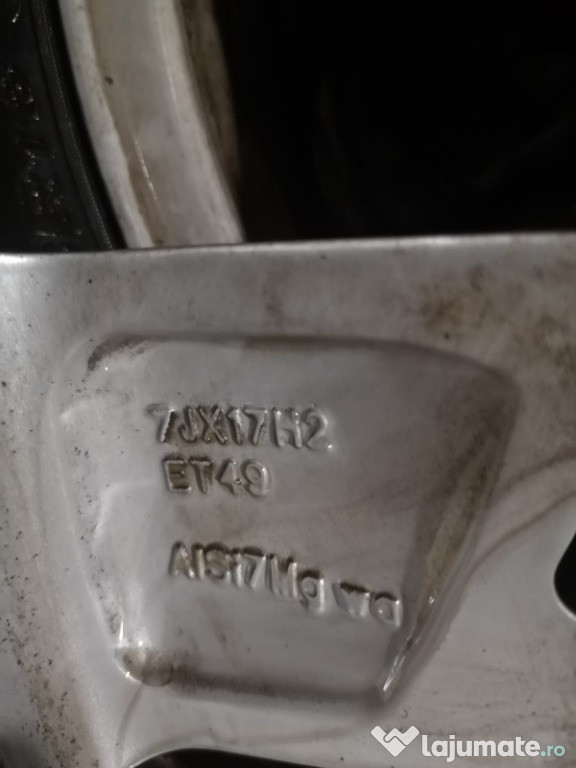 7JX17H2
ET49
AlSi7Mg wa
lajumate.ro